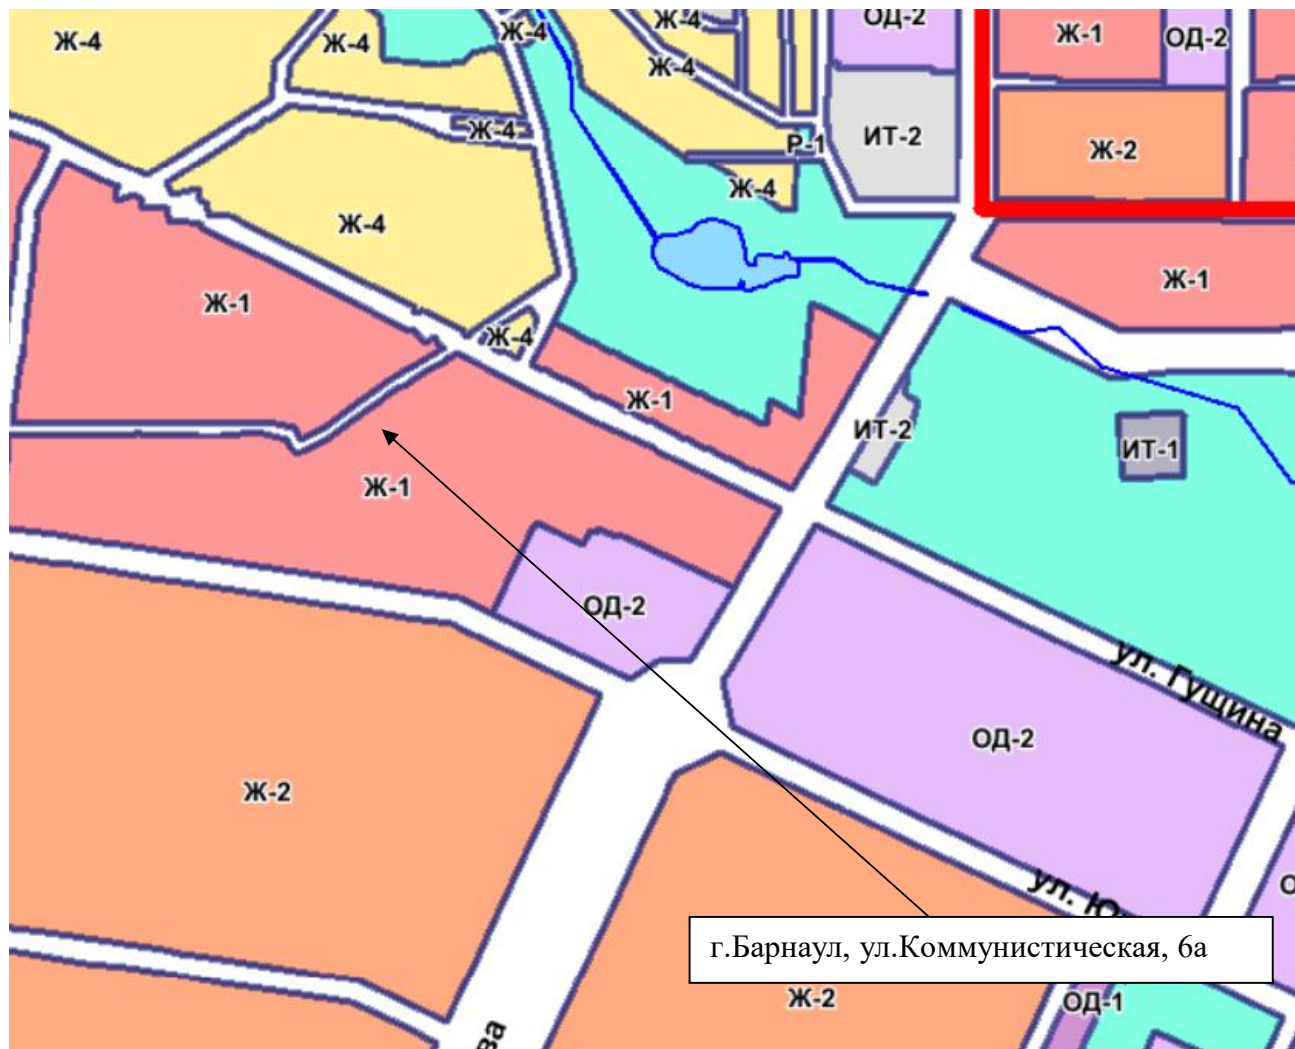 ОД-2
Ж-4
Ж-4
Ж-4
Ж-4
Ж-1
ОД-2
Ж-4
Ж-4
ИТ-2
Р-1
Ж-2
Ж-4
Ж-4
Ж-1
Ж-1
Ж-4
Ж-1
ИТ-2
ИТ-1
Ж-1
ОД-2
ул. Гущина
ОД-2
Ж-2
ул.
г.Барнаул, ул.Коммунистическая, 6а
Ж-2
ОД-1